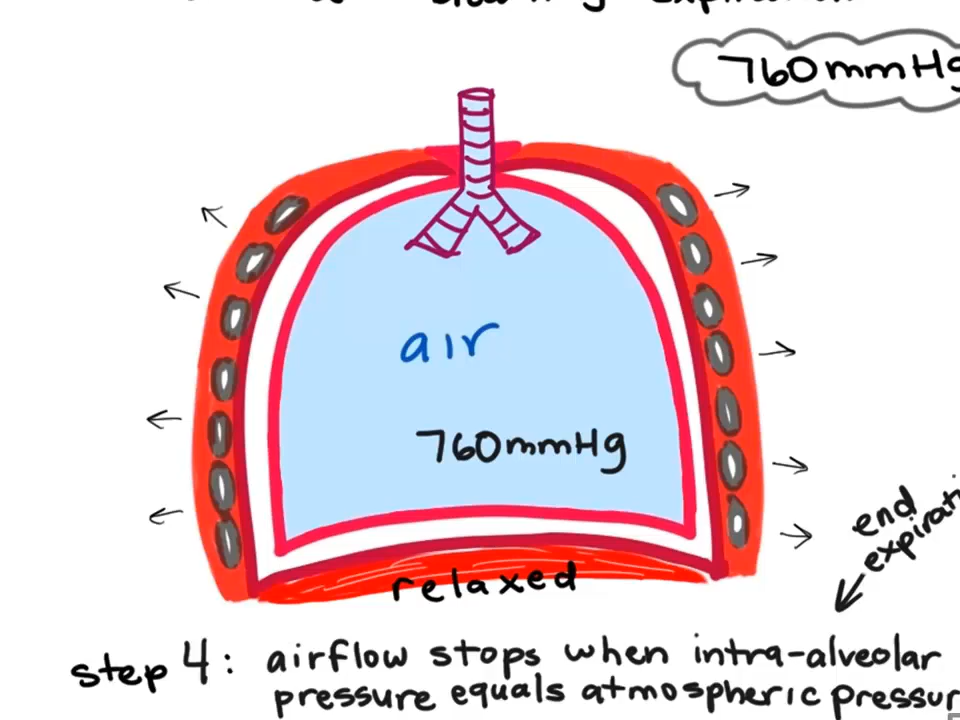 760mmHg
air
760mmHg
end
relaxed
step 4: airflow stops when intra-alveolar
pressure equals atmospheric